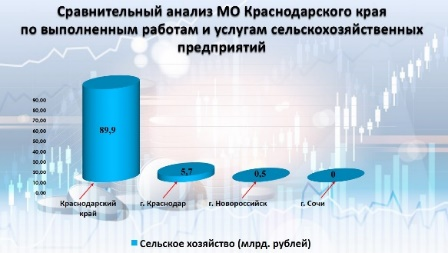 Сравнительный анализ МО Краснодарского края
по выполненным работам и услугам сельскохозяйственных
предприятий
90,00
80,00
70,00
60,00
50,00
40,00
30,00
20,00
10,00
0,00
89,9
5,7
0,5
0
Краснодарский
край
г. Краснодар
г. Новороссийск
г. Сочи
Сельское хозяйство (млрд. рублей)